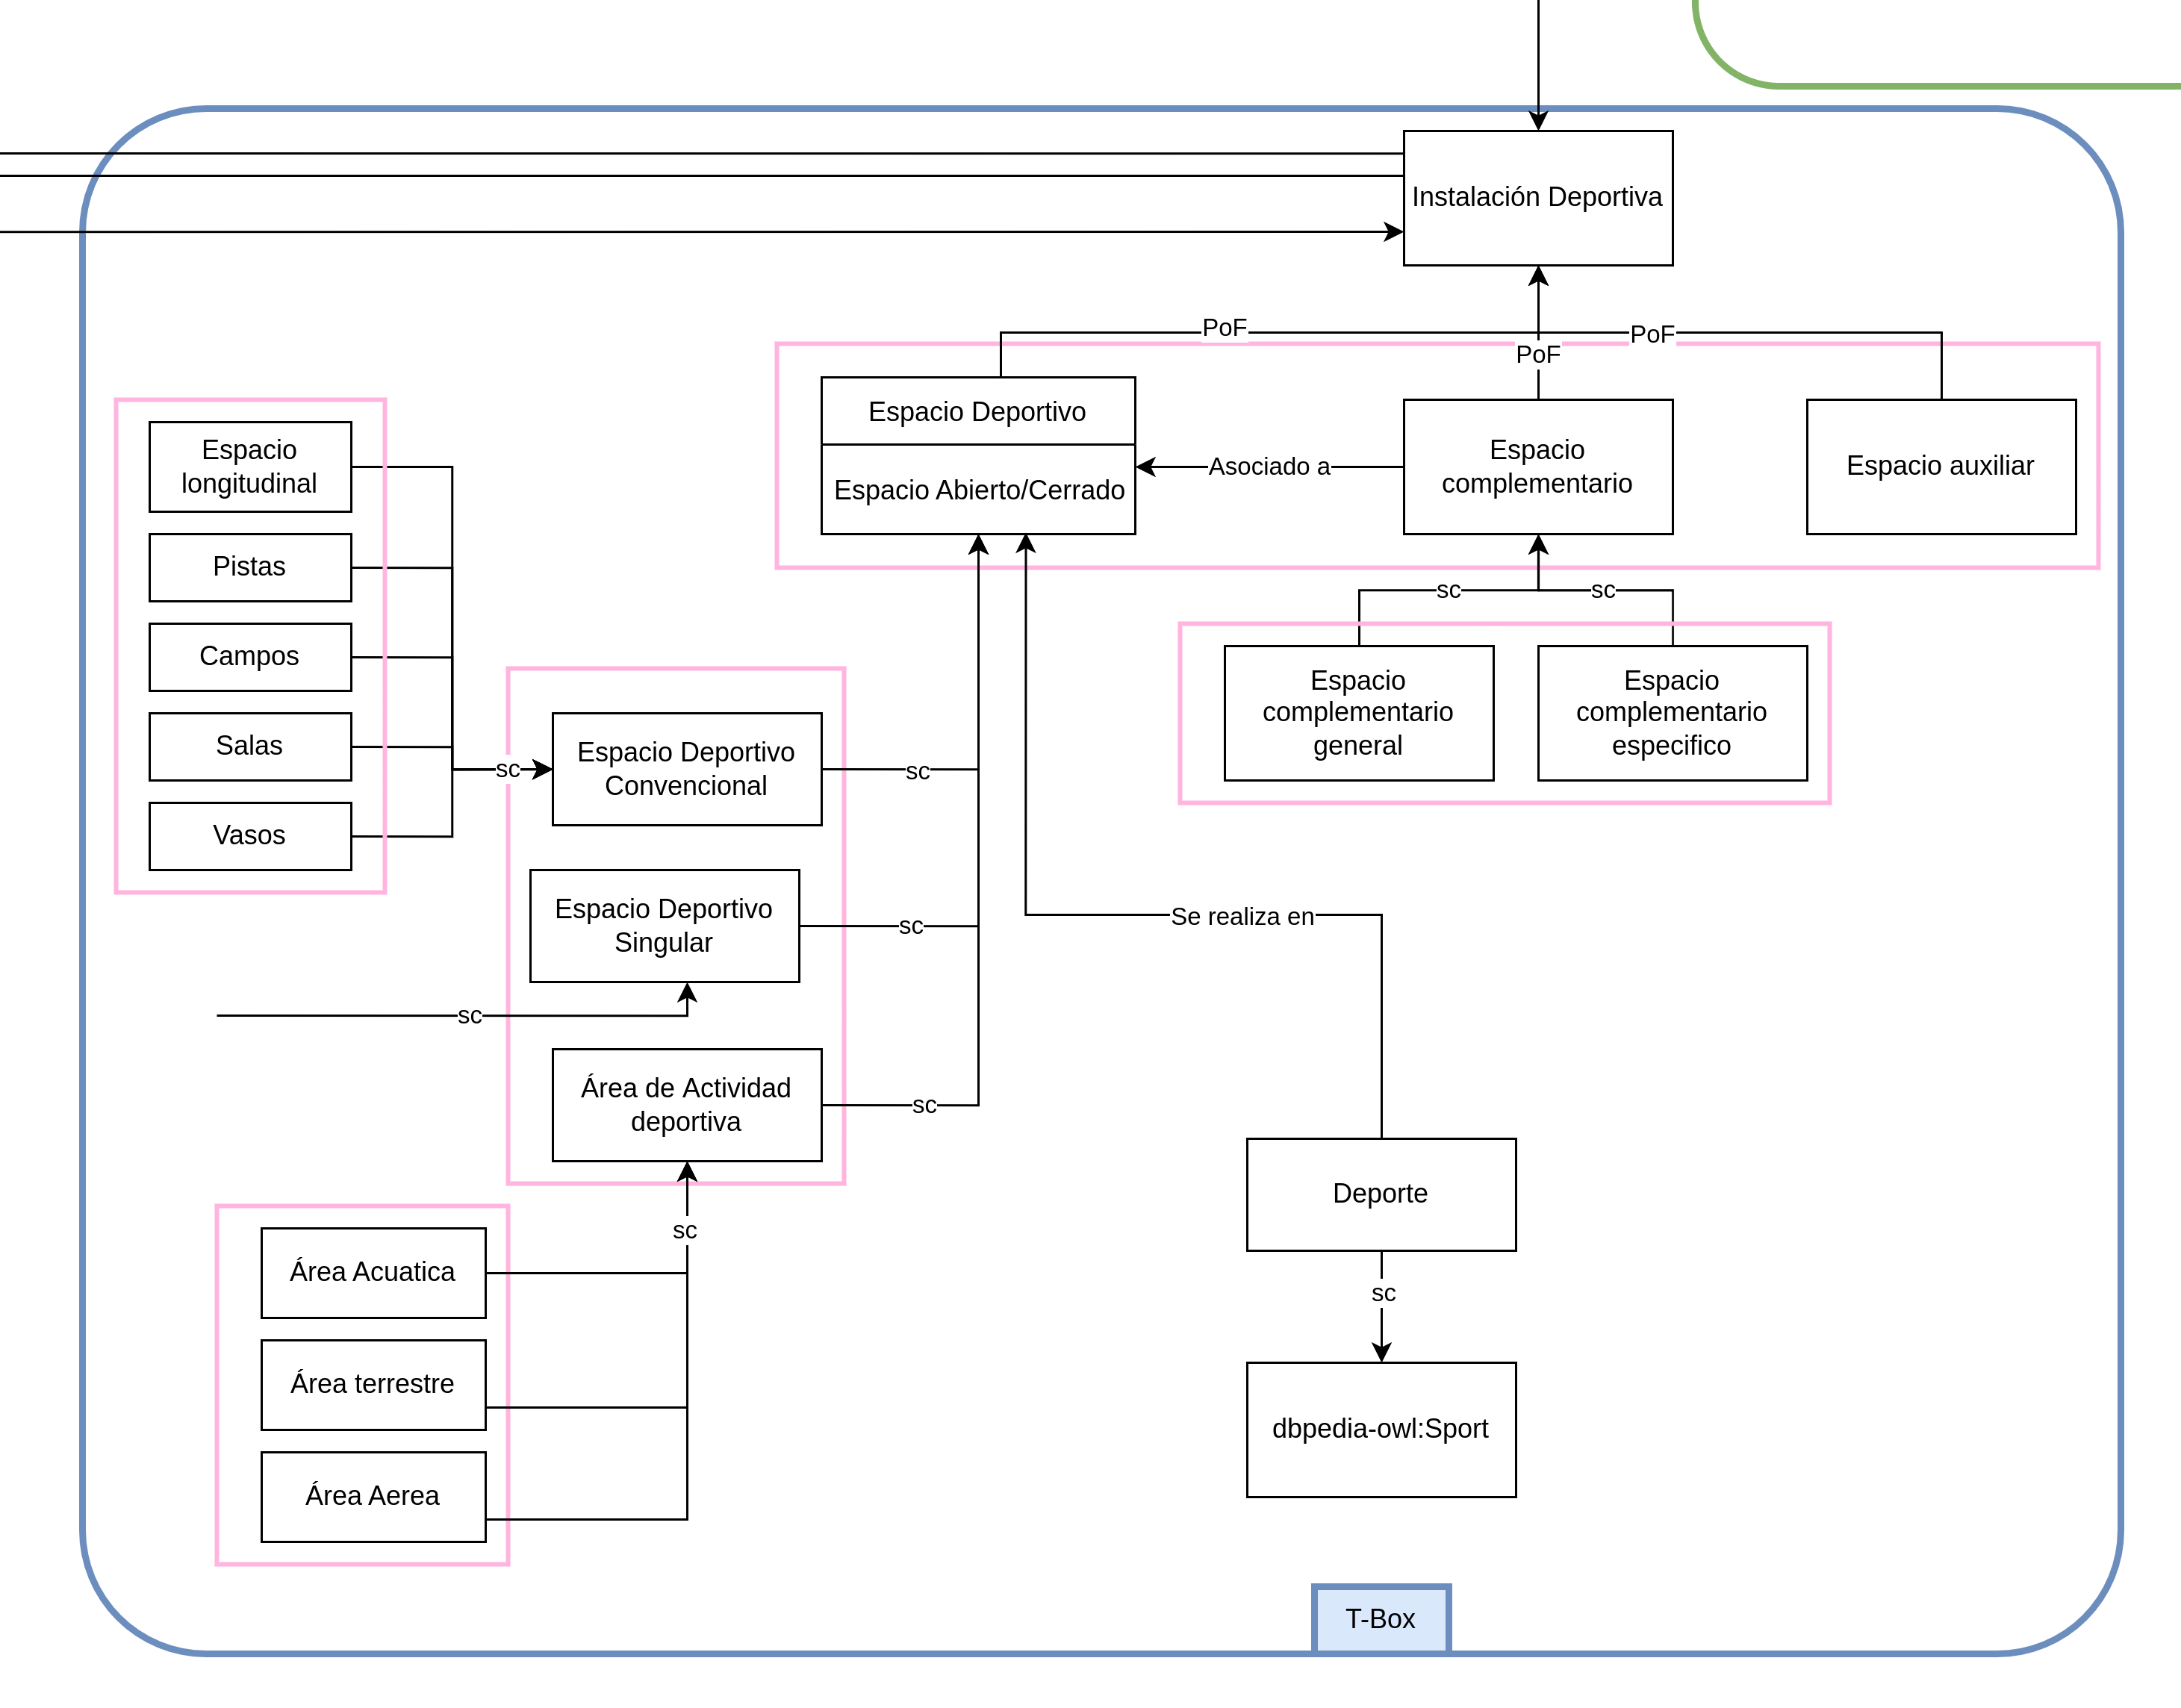 Instalación Deportiva
PoF
PoF
PoF
Espacio Deportivo
Espacio Abierto/Cerrado
Asociado a
Espacio
complementario
Espacio auxiliar
Espacio
longitudinal
Pistas
Campos
Salas
Vasos
sc
sc
sc
Espacio
complementario
general
Espacio
complementario
especifico
Espacio Deportivo
Convencional
sc
Espacio Deportivo
Singular
sc
Se realiza en
sc
Área de Actividad
deportiva
sc
sc
Deporte
Área Acuatica
Área terrestre
Área Aerea
sc
dbpedia-owl:Sport
T-Box